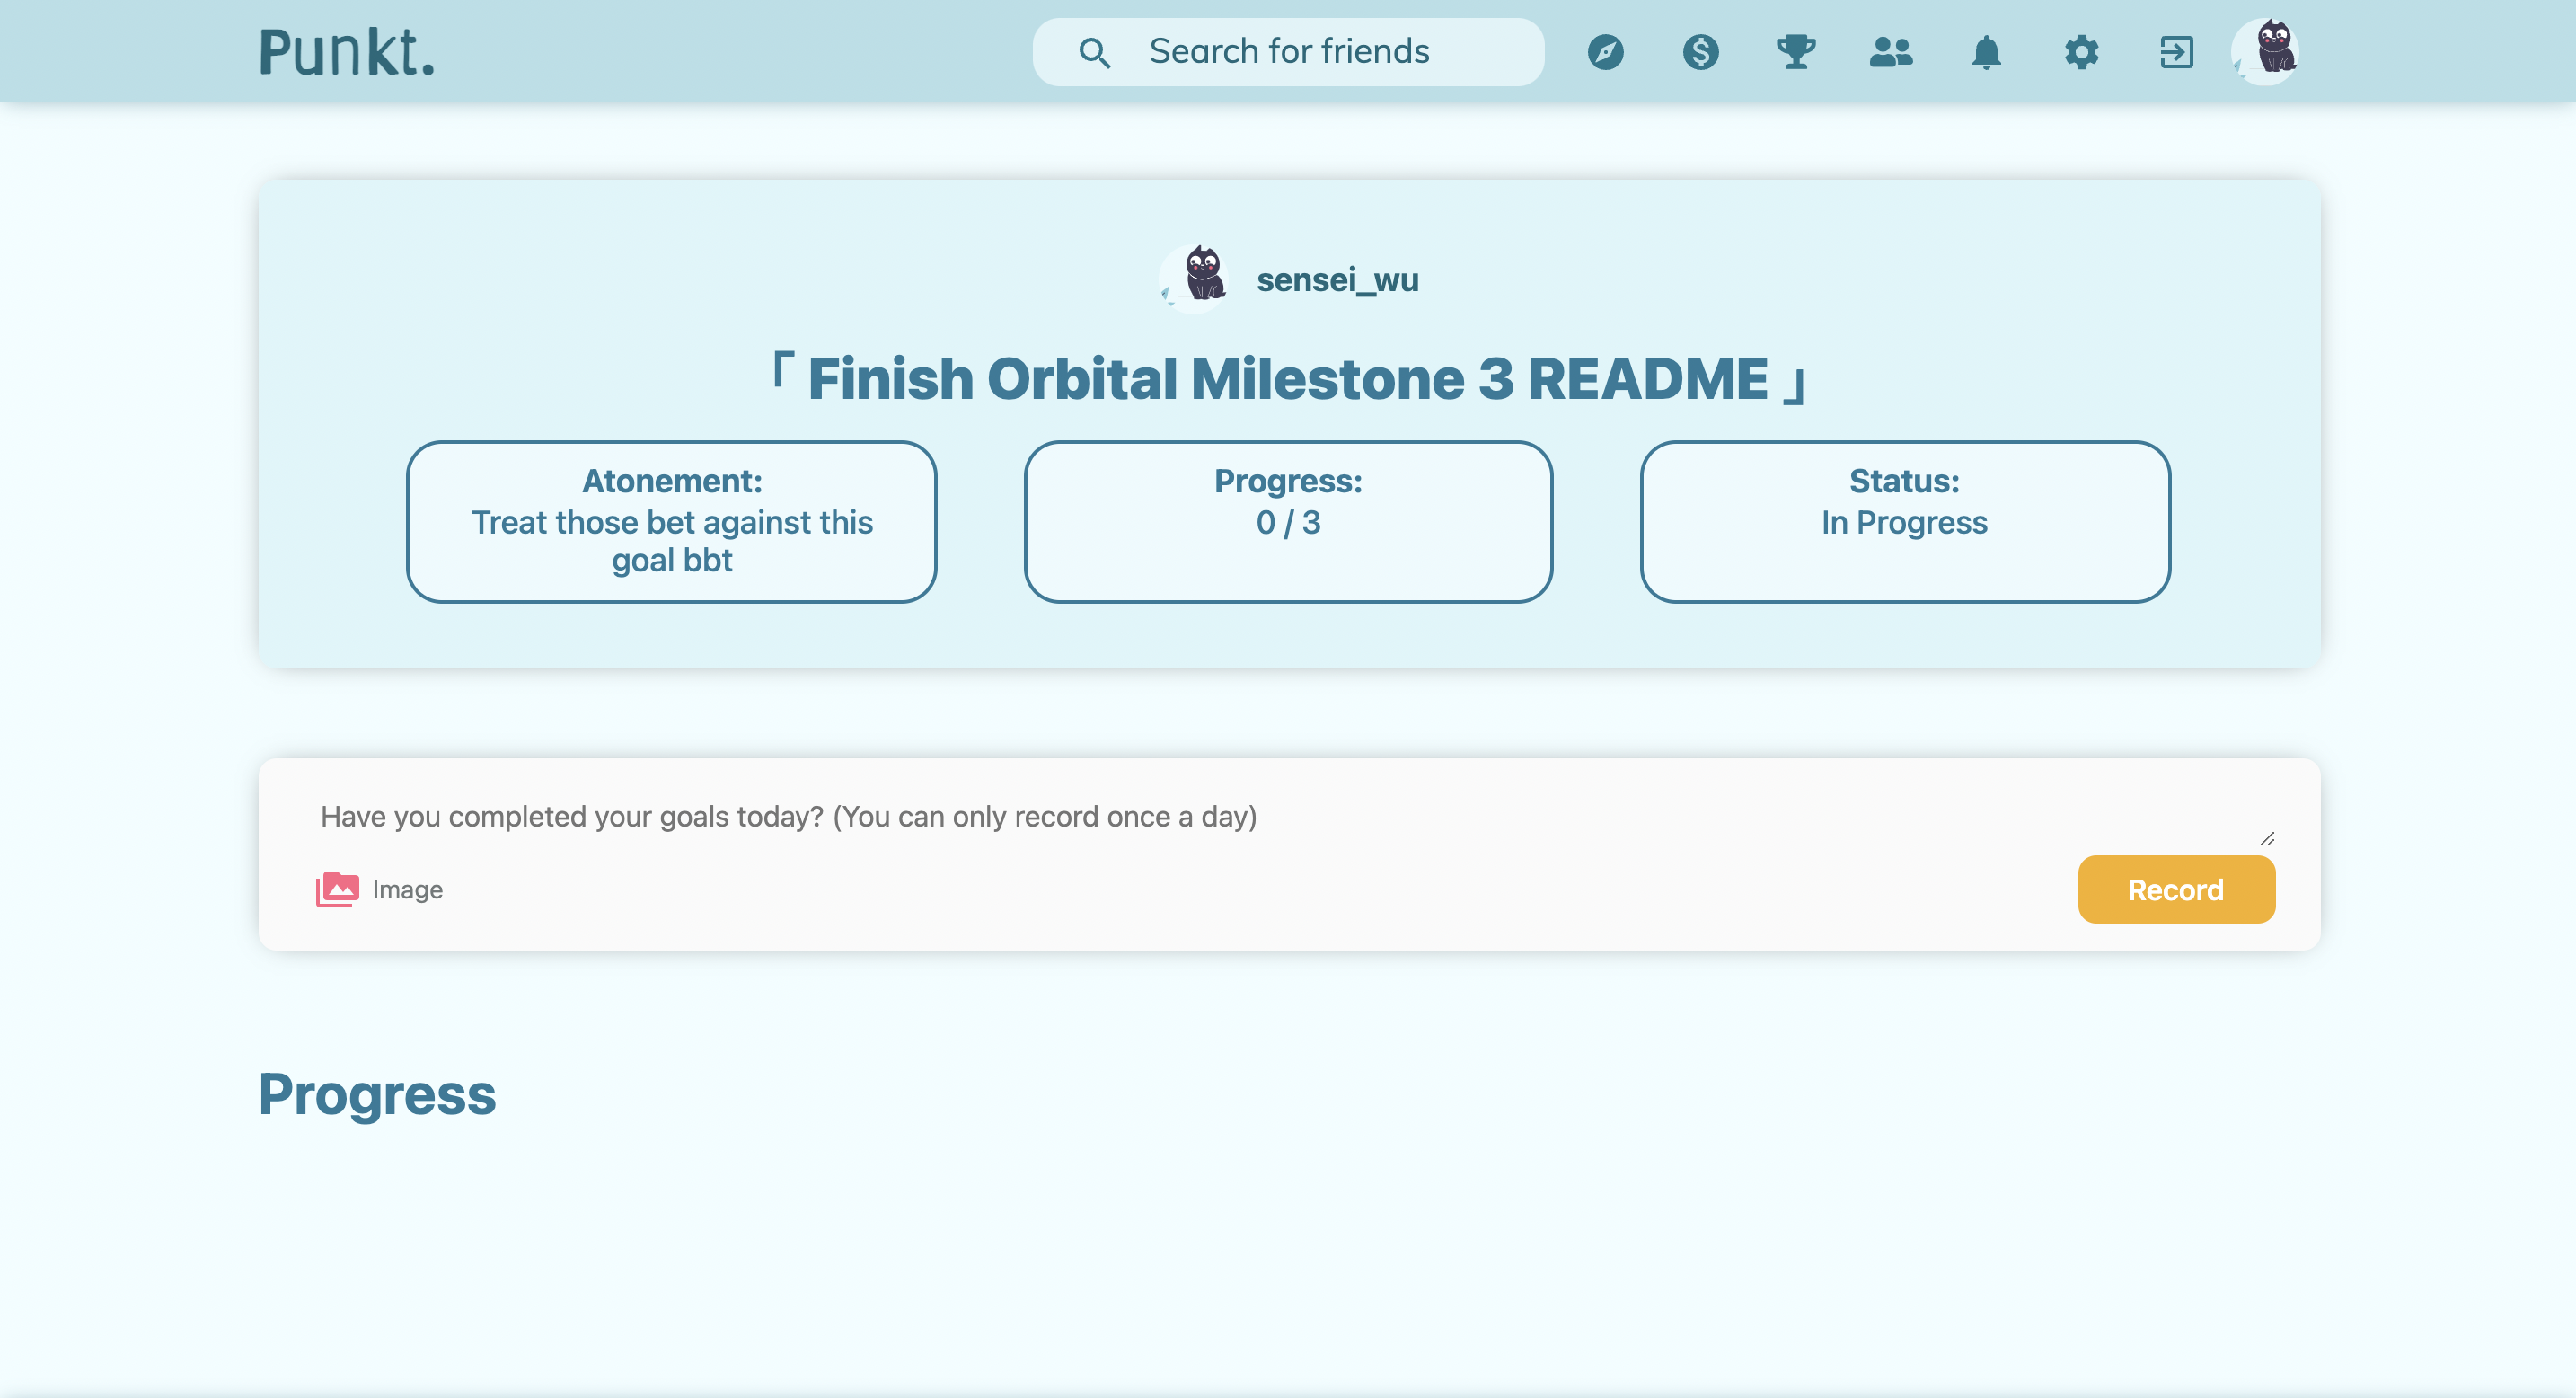 Punkt.
Search for friends
sensei_wu
「 Finish Orbital Milestone 3 README 」
Atonement:
Treat those bet against this
goal bbt
Progress:
0 / 3
Status:
In Progress
Have you completed your goals today? (You can only record once a day)
Image
Record
Progress